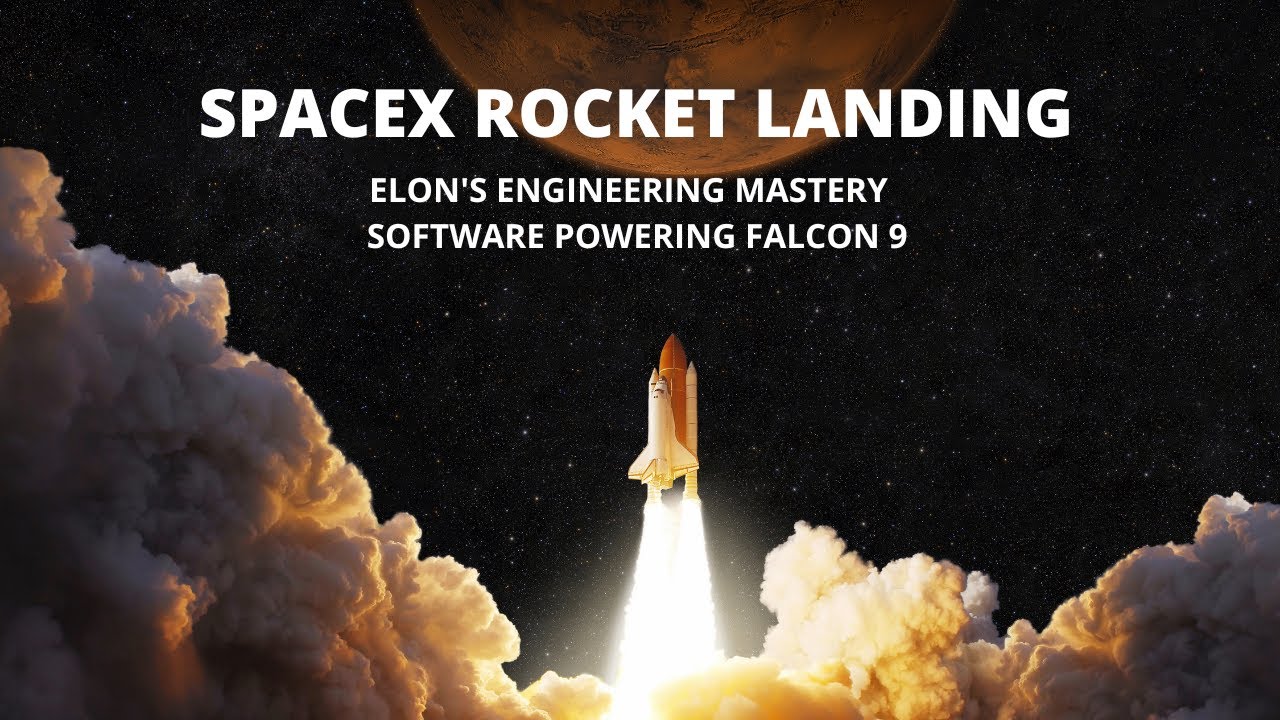 SPACEX ROCKET LANDING
ELON'S ENGINEERING MASTERY
SOFTWARE POWERING FALCON 9